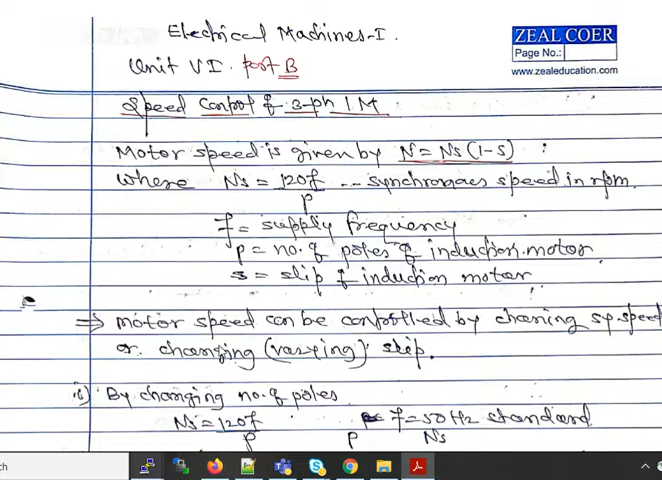 Electrical Machines-I.
ZEAL COER
Page No.:
www.zealeducation.com
Unit VI. part B
Speed Control of 3-ph IM
Motor speed is given by N = Ns(1-s) :
Where Ns = 120f/p -- synchronoes speed in rpm.
f = supply frequency
p = no. of poles of induction motor
s = slip of induction motor
⇒ Motor speed can be controlled by chaning sy. speed
or changing (varying) slip.
i) By changing no. of poles
Ns = 120f/p f = 50 Hz standard
p Ns
ch